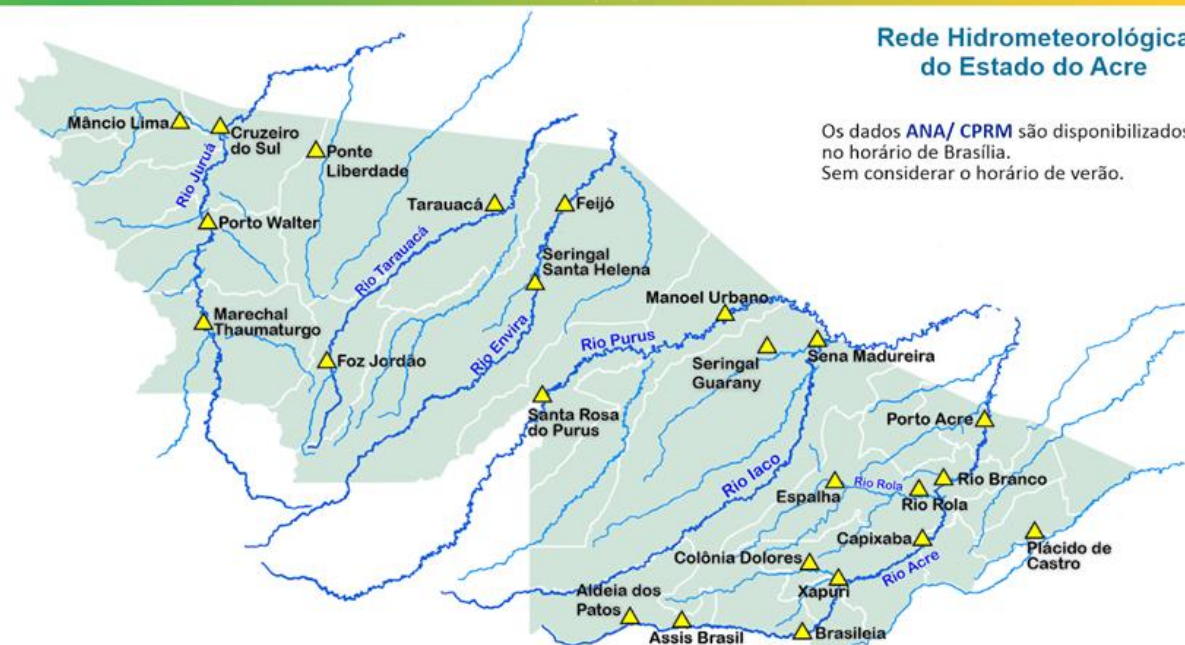 Rede Hidrometeorológica
do Estado do Acre
Os dados ANA/ CPRM são disponibilizados
no horário de Brasília.
Sem considerar o horário de verão.
Mâncio Lima
Cruzeiro
do Sul
Ponte
Liberdade
Rio Juruá
Porto Walter
Tarauacá
Feijó
Rio Tarauacá
Seringal
Santa Helena
Marechal
Thaumaturgo
Foz Jordão
Rio Envira
Manoel Urbano
Rio Purus
Seringal
Guarany
Sena Madureira
Santa Rosa
do Purus
Porto Acre
Rio Iaco
Espalha
Rio Rola
Rio Rola
Rio Branco
Capixaba
Plácido de
Castro
Colônia Dolores
Rio Acre
Xapuri
Aldeia dos
Patos
Assis Brasil
Brasileia